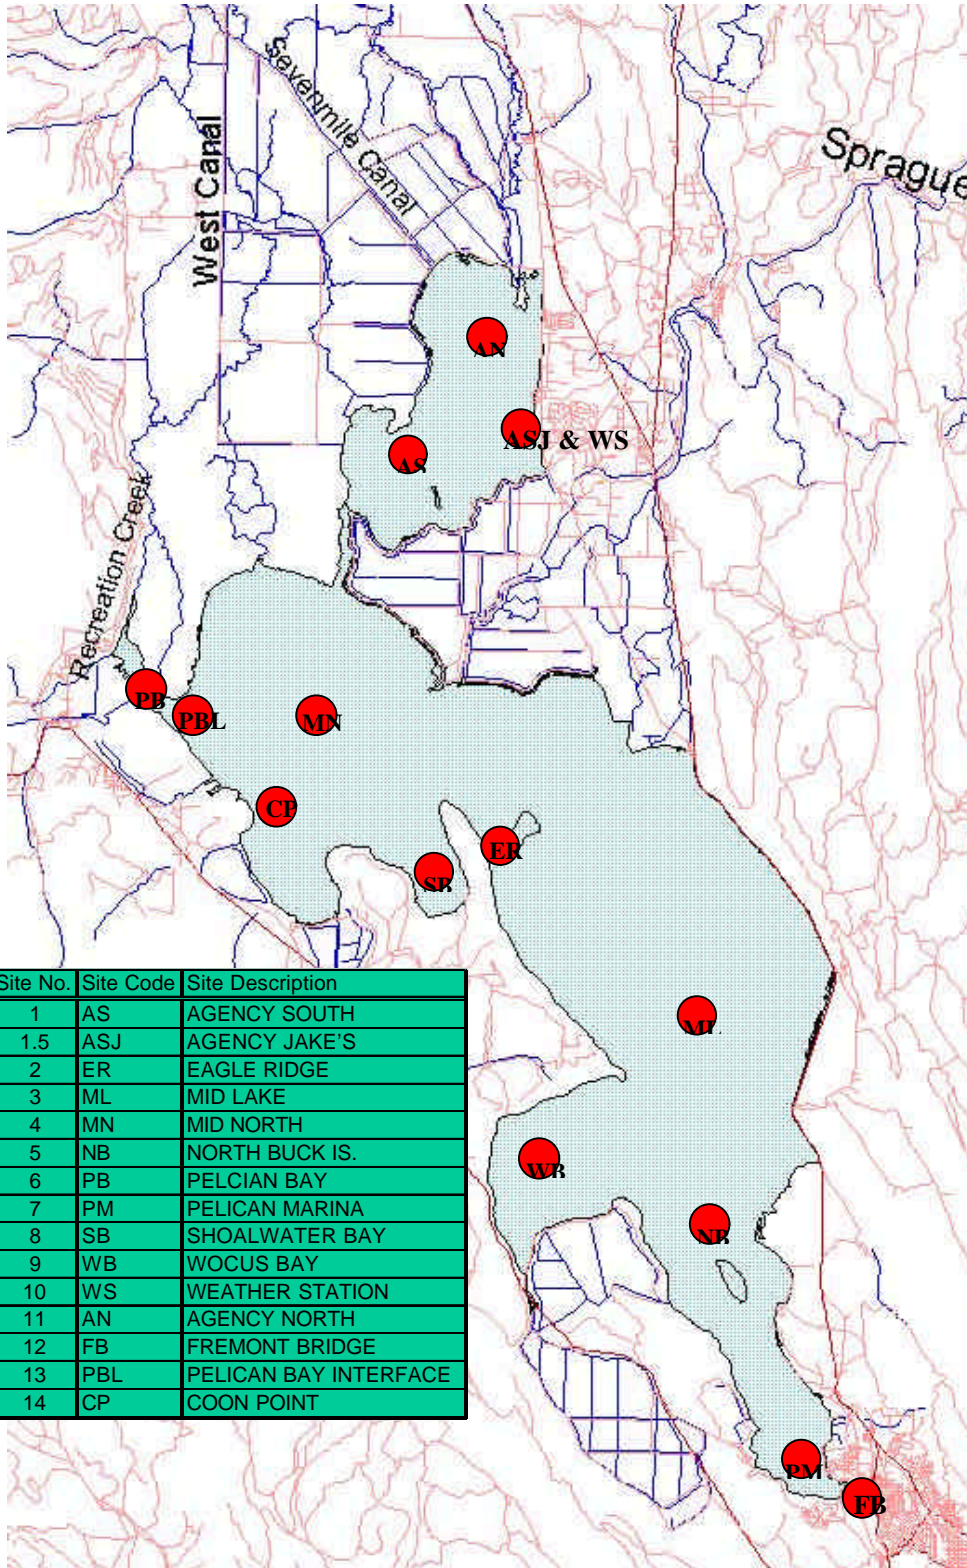 Sevenmile Canal
West Canal
Sprague
AN
ASJ & WS
AS
Recreation Creek
PB
PBL
MN
CP
ER
SB
ML
WB
NB
PM
FB
Site No. Site Code Site Description
1 AS AGENCY SOUTH
1.5 ASJ AGENCY JAKE'S
2 ER EAGLE RIDGE
3 ML MID LAKE
4 MN MID NORTH
5 NB NORTH BUCK IS.
6 PB PELCIAN BAY
7 PM PELICAN MARINA
8 SB SHOALWATER BAY
9 WB WOCUS BAY
10 WS WEATHER STATION
11 AN AGENCY NORTH
12 FB FREMONT BRIDGE
13 PBL PELICAN BAY INTERFACE
14 CP COON POINT